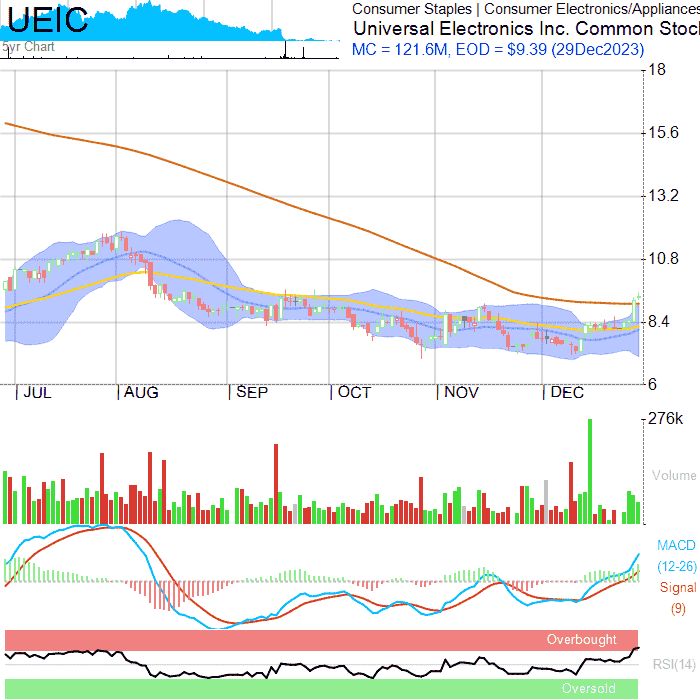 UEIC
5yr Chart
Consumer Staples | Consumer Electronics/Appliances
Universal Electronics Inc. Common Stoc
MC = 121.6M, EOD = $9.39 (29Dec2023)
18
15.6
13.2
10.8
8.4
6
JUL
AUG
SEP
OCT
NOV
DEC
276k
Volume
MACD
(12-26)
Signal
(9)
Overbought
RSI(14)
Oversold